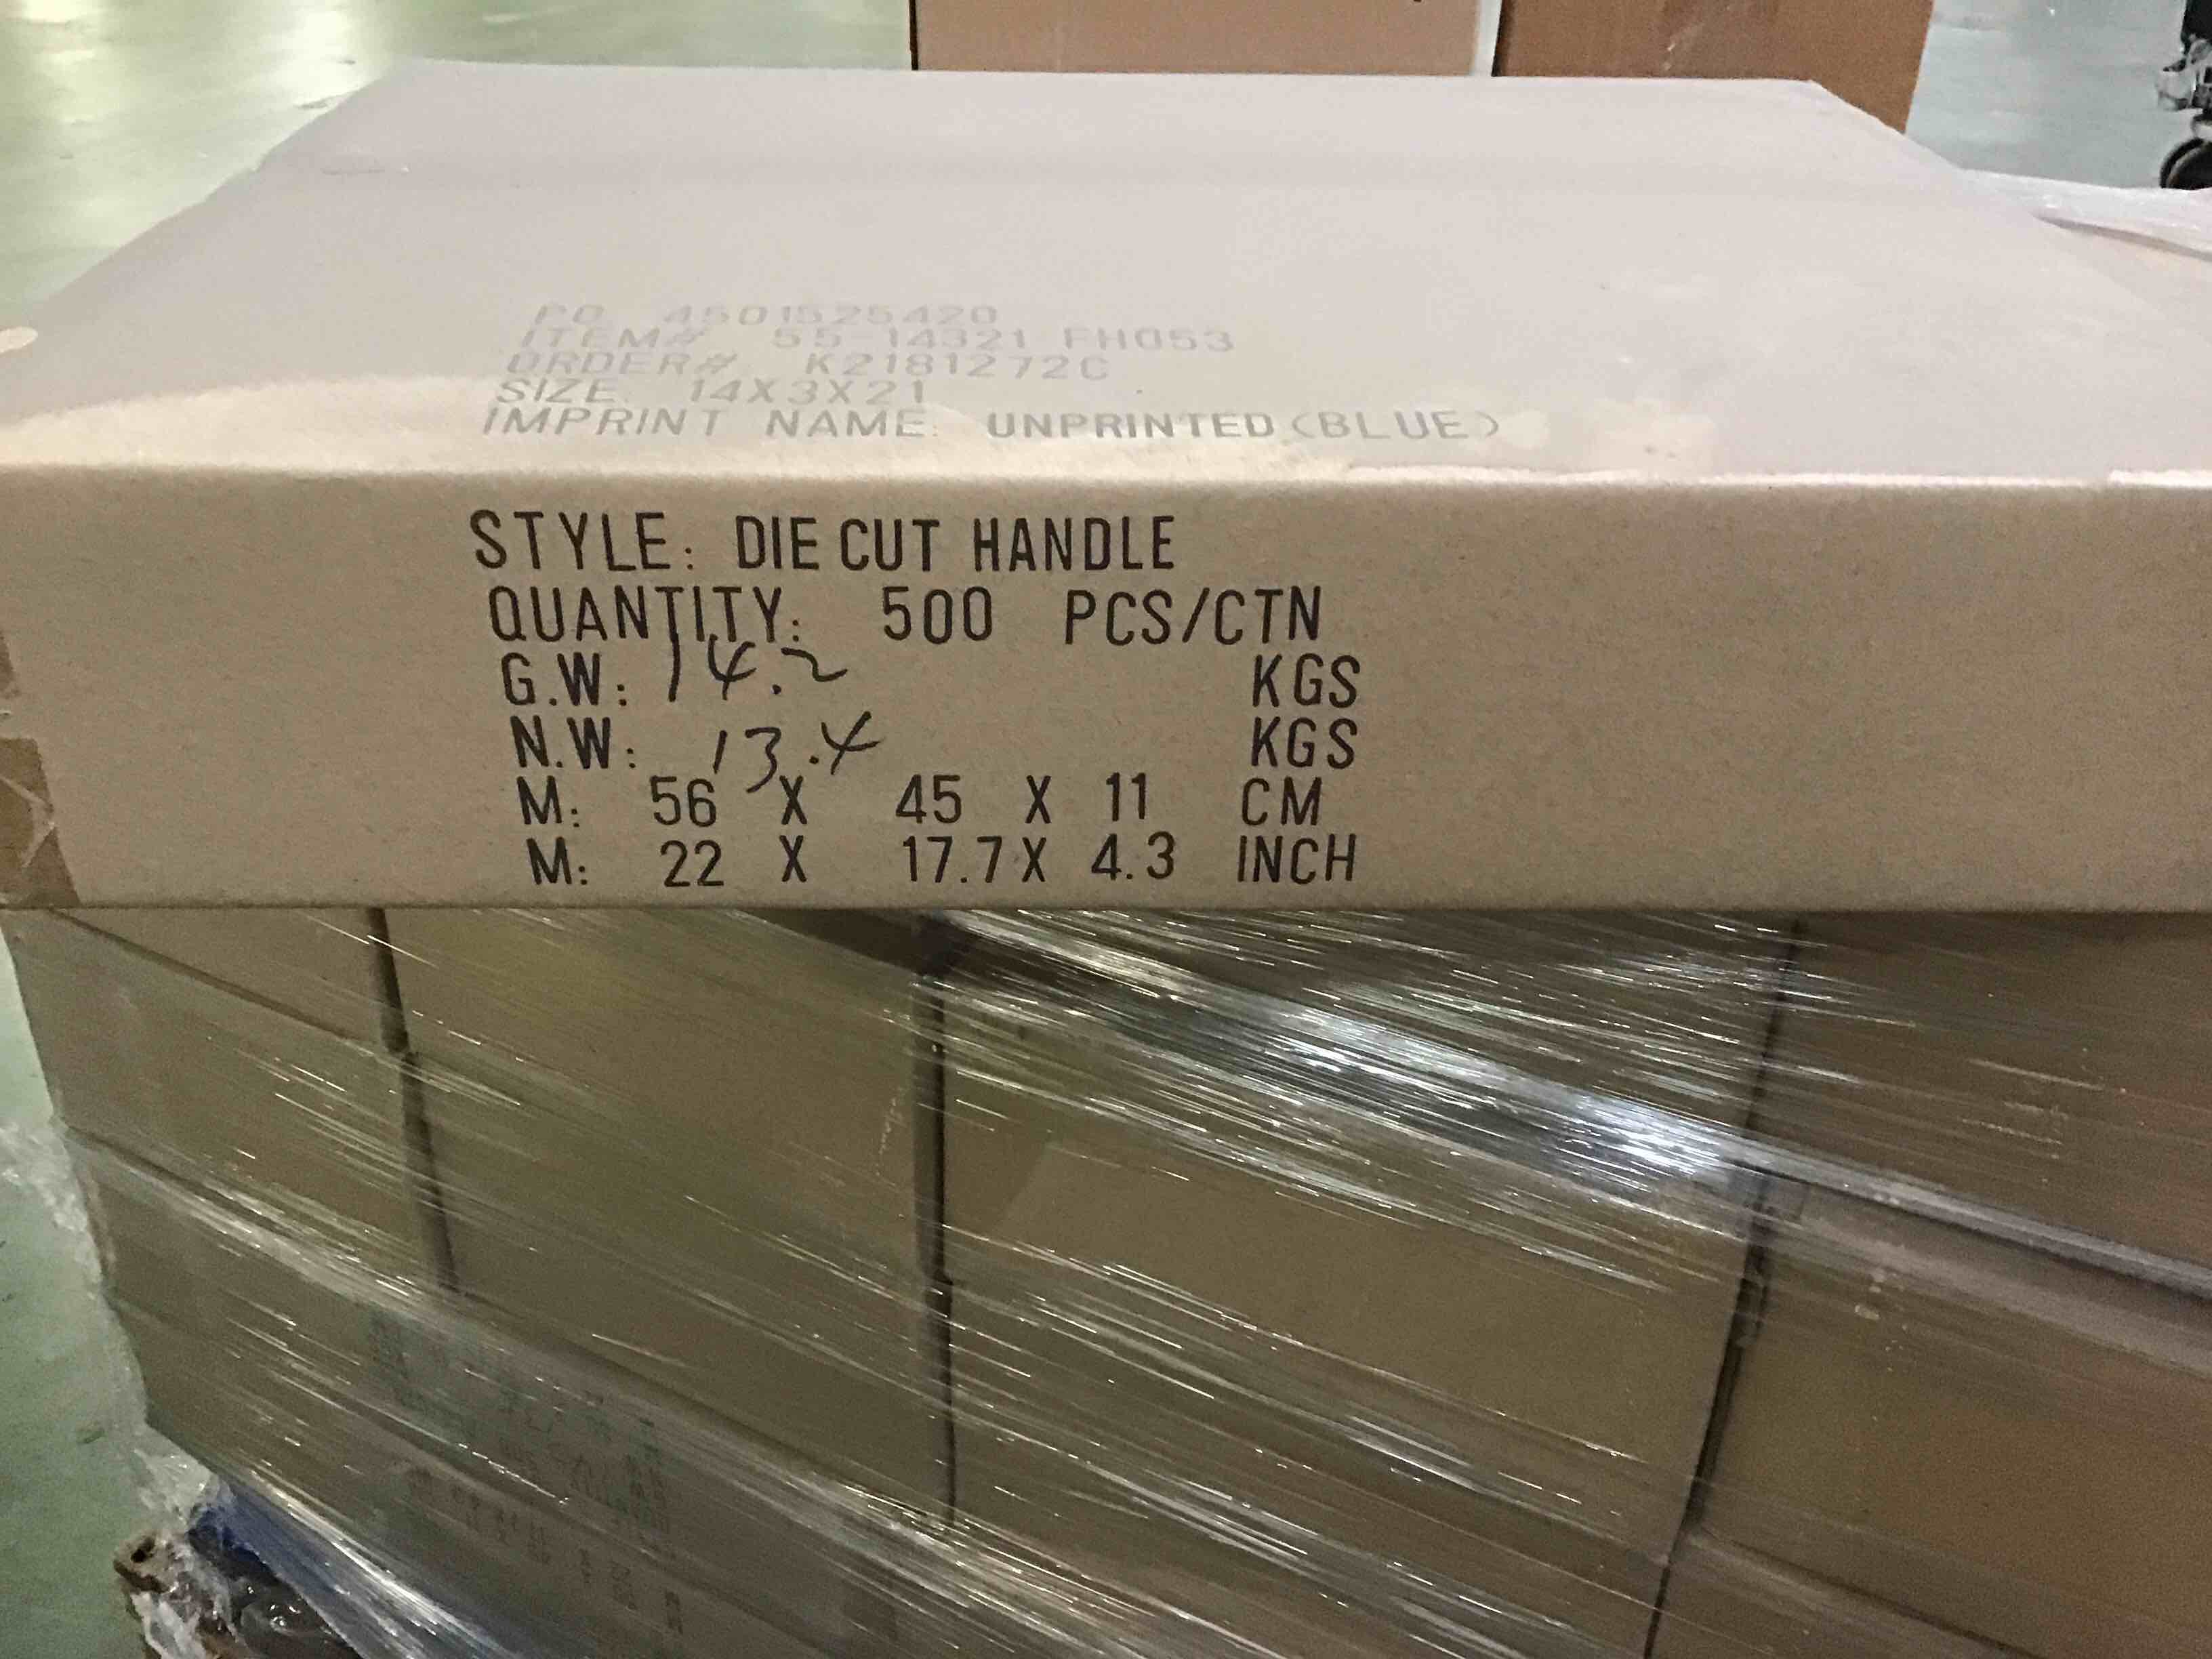 PO 4501525420
ITEM# 55-14321 FH053
ORDER# K2181272C
SIZE 14X3X21
IMPRINT NAME: UNPRINTED(BLUE)
STYLE: DIE CUT HANDLE
QUANTITY: 500 PCS/CTN
G.W: 14.2 KGS
N.W: 13.4 KGS
M: 56 X 45 X 11 CM
M: 22 X 17.7 X 4.3 INCH